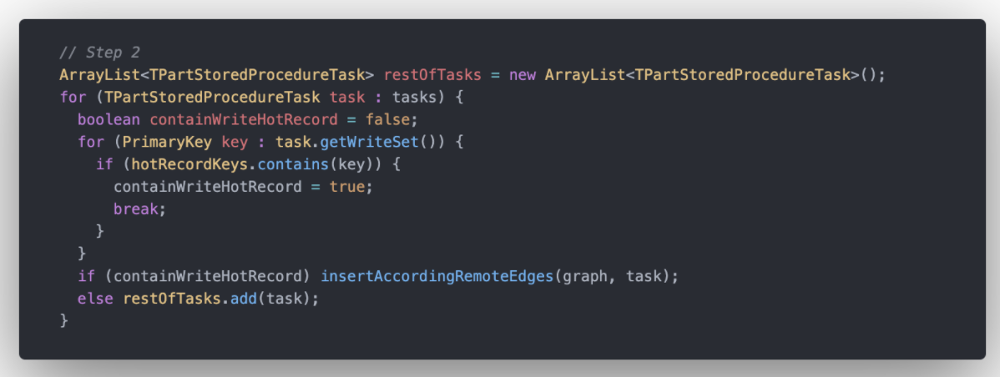 // Step 2
ArrayList<TPartStoredProcedureTask> restOfTasks = new ArrayList<TPartStoredProcedureTask>();
for (TPartStoredProcedureTask task : tasks) {
  boolean containWriteHotRecord = false;
  for (PrimaryKey key : task.getWriteSet()) {
    if (hotRecordKeys.contains(key)) {
      containWriteHotRecord = true;
      break;
    }
  }
  if (containWriteHotRecord) insertAccordingRemoteEdges(graph, task);
  else restOfTasks.add(task);
}